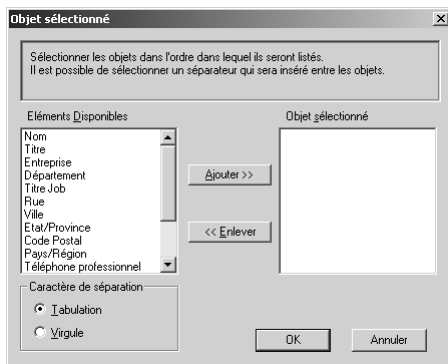 Objet sélectionné
Sélectionner les objets dans l'ordre dans lequel ils seront listés.
Il est possible de sélectionner un séparateur qui sera inséré entre les objets.
Eléments Disponibles
Objet sélectionné
Nom
Titre
Entreprise
Département
Titre Job
Rue
Ville
Etat/Province
Code Postal
Pays/Région
Téléphone professionnel
Ajouter >>
<< Enlever
Caractère de séparation
Tabulation
Virgule
OK
Annuler